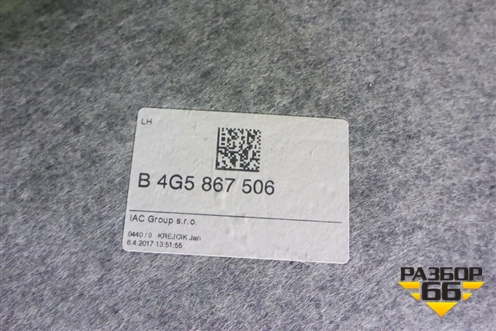 LH
B 4G5 867 506
IAC Group s.r.o.
0440 / 0 KREJCIK Jan
6.4.2017 13:51:55
РАЗБОР
66